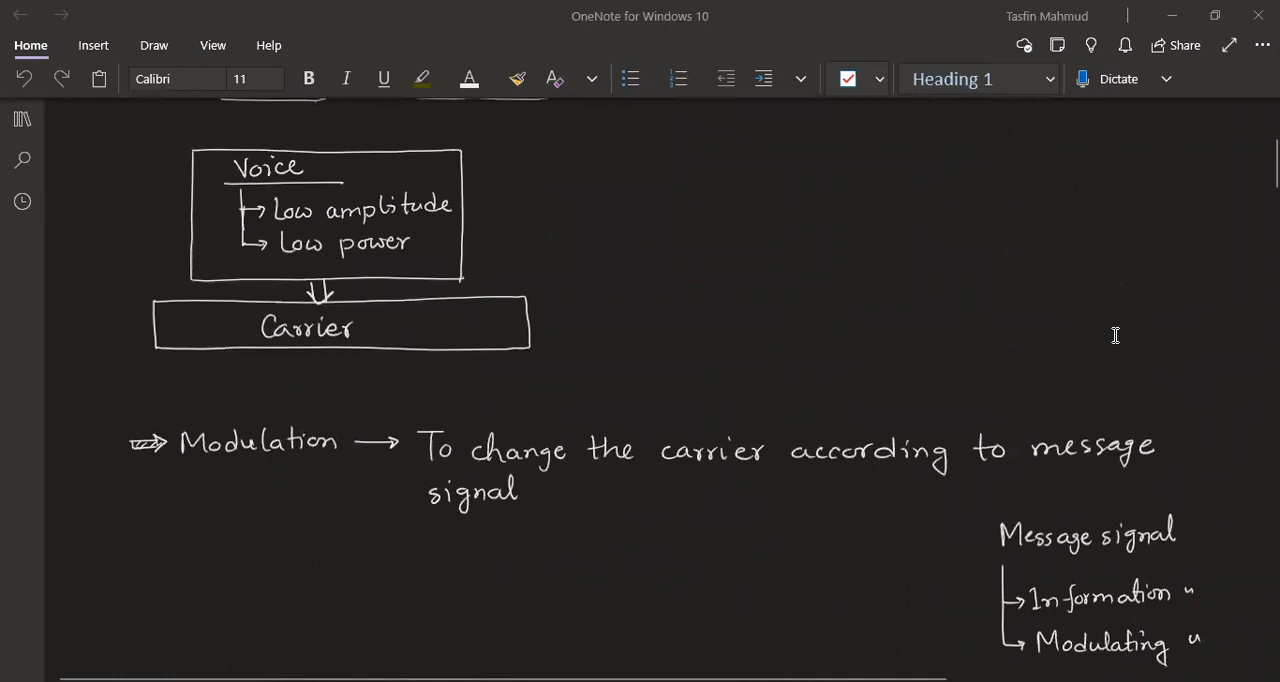 OneNote for Windows 10
Tasfin Mahmud
Home Insert Draw View Help
Share
Calibri 11 B I U A A Heading 1 Dictate
Voice
→ Low amplitude
→ Low power
Carrier
⇒ Modulation → To change the carrier according to message
signal
Message signal
→ Information "
→ Modulating "